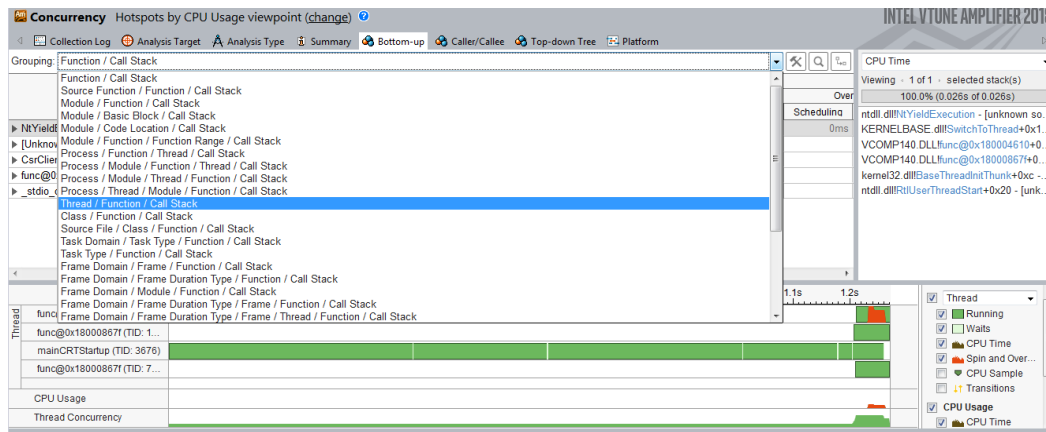 Concurrency Hotspots by CPU Usage viewpoint (change) ?
INTEL VTUNE AMPLIFIER 2018
Collection Log Analysis Target Analysis Type Summary Bottom-up Caller/Callee Top-down Tree Platform
Grouping: Function / Call Stack
Function / Call Stack
Source Function / Function / Call Stack
Module / Function / Call Stack
Module / Basic Block / Call Stack
Module / Code Location / Call Stack
Module / Function / Function Range / Call Stack
Process / Function / Thread / Call Stack
Process / Module / Function / Thread / Call Stack
Process / Module / Thread / Function / Call Stack
Process / Thread / Module / Function / Call Stack
Thread / Function / Call Stack
Class / Function / Call Stack
Source File / Class / Function / Call Stack
Task Domain / Task Type / Function / Call Stack
Task Type / Function / Call Stack
Frame Domain / Frame / Function / Call Stack
Frame Domain / Frame Duration Type / Function / Call Stack
Frame Domain / Module / Function / Call Stack
Frame Domain / Frame Duration Type / Frame / Function / Call Stack
Frame Domain / Frame Duration Type / Frame / Thread / Function / Call Stack
Over
Scheduling
0ms
NtYieldE
[Unknow
CsrClien
func@0
_stdio_
CPU Time
Viewing 1 of 1 selected stack(s)
100.0% (0.026s of 0.026s)
ntdll.dll!NtYieldExecution - [unknown so...
KERNELBASE.dll!SwitchToThread+0x1...
VCOMP140.DLL!func@0x180004610+0...
VCOMP140.DLL!func@0x18000867f+0...
kernel32.dll!BaseThreadInitThunk+0xc -...
ntdll.dll!RtlUserThreadStart+0x20 - [unk...
1.1s 1.2s
Thread
func
func@0x18000867f (TID: 1...
mainCRTStartup (TID: 3676)
func@0x18000867f (TID: 7...
CPU Usage
Thread Concurrency
Thread
Running
Waits
CPU Time
Spin and Over...
CPU Sample
Transitions
CPU Usage
CPU Time